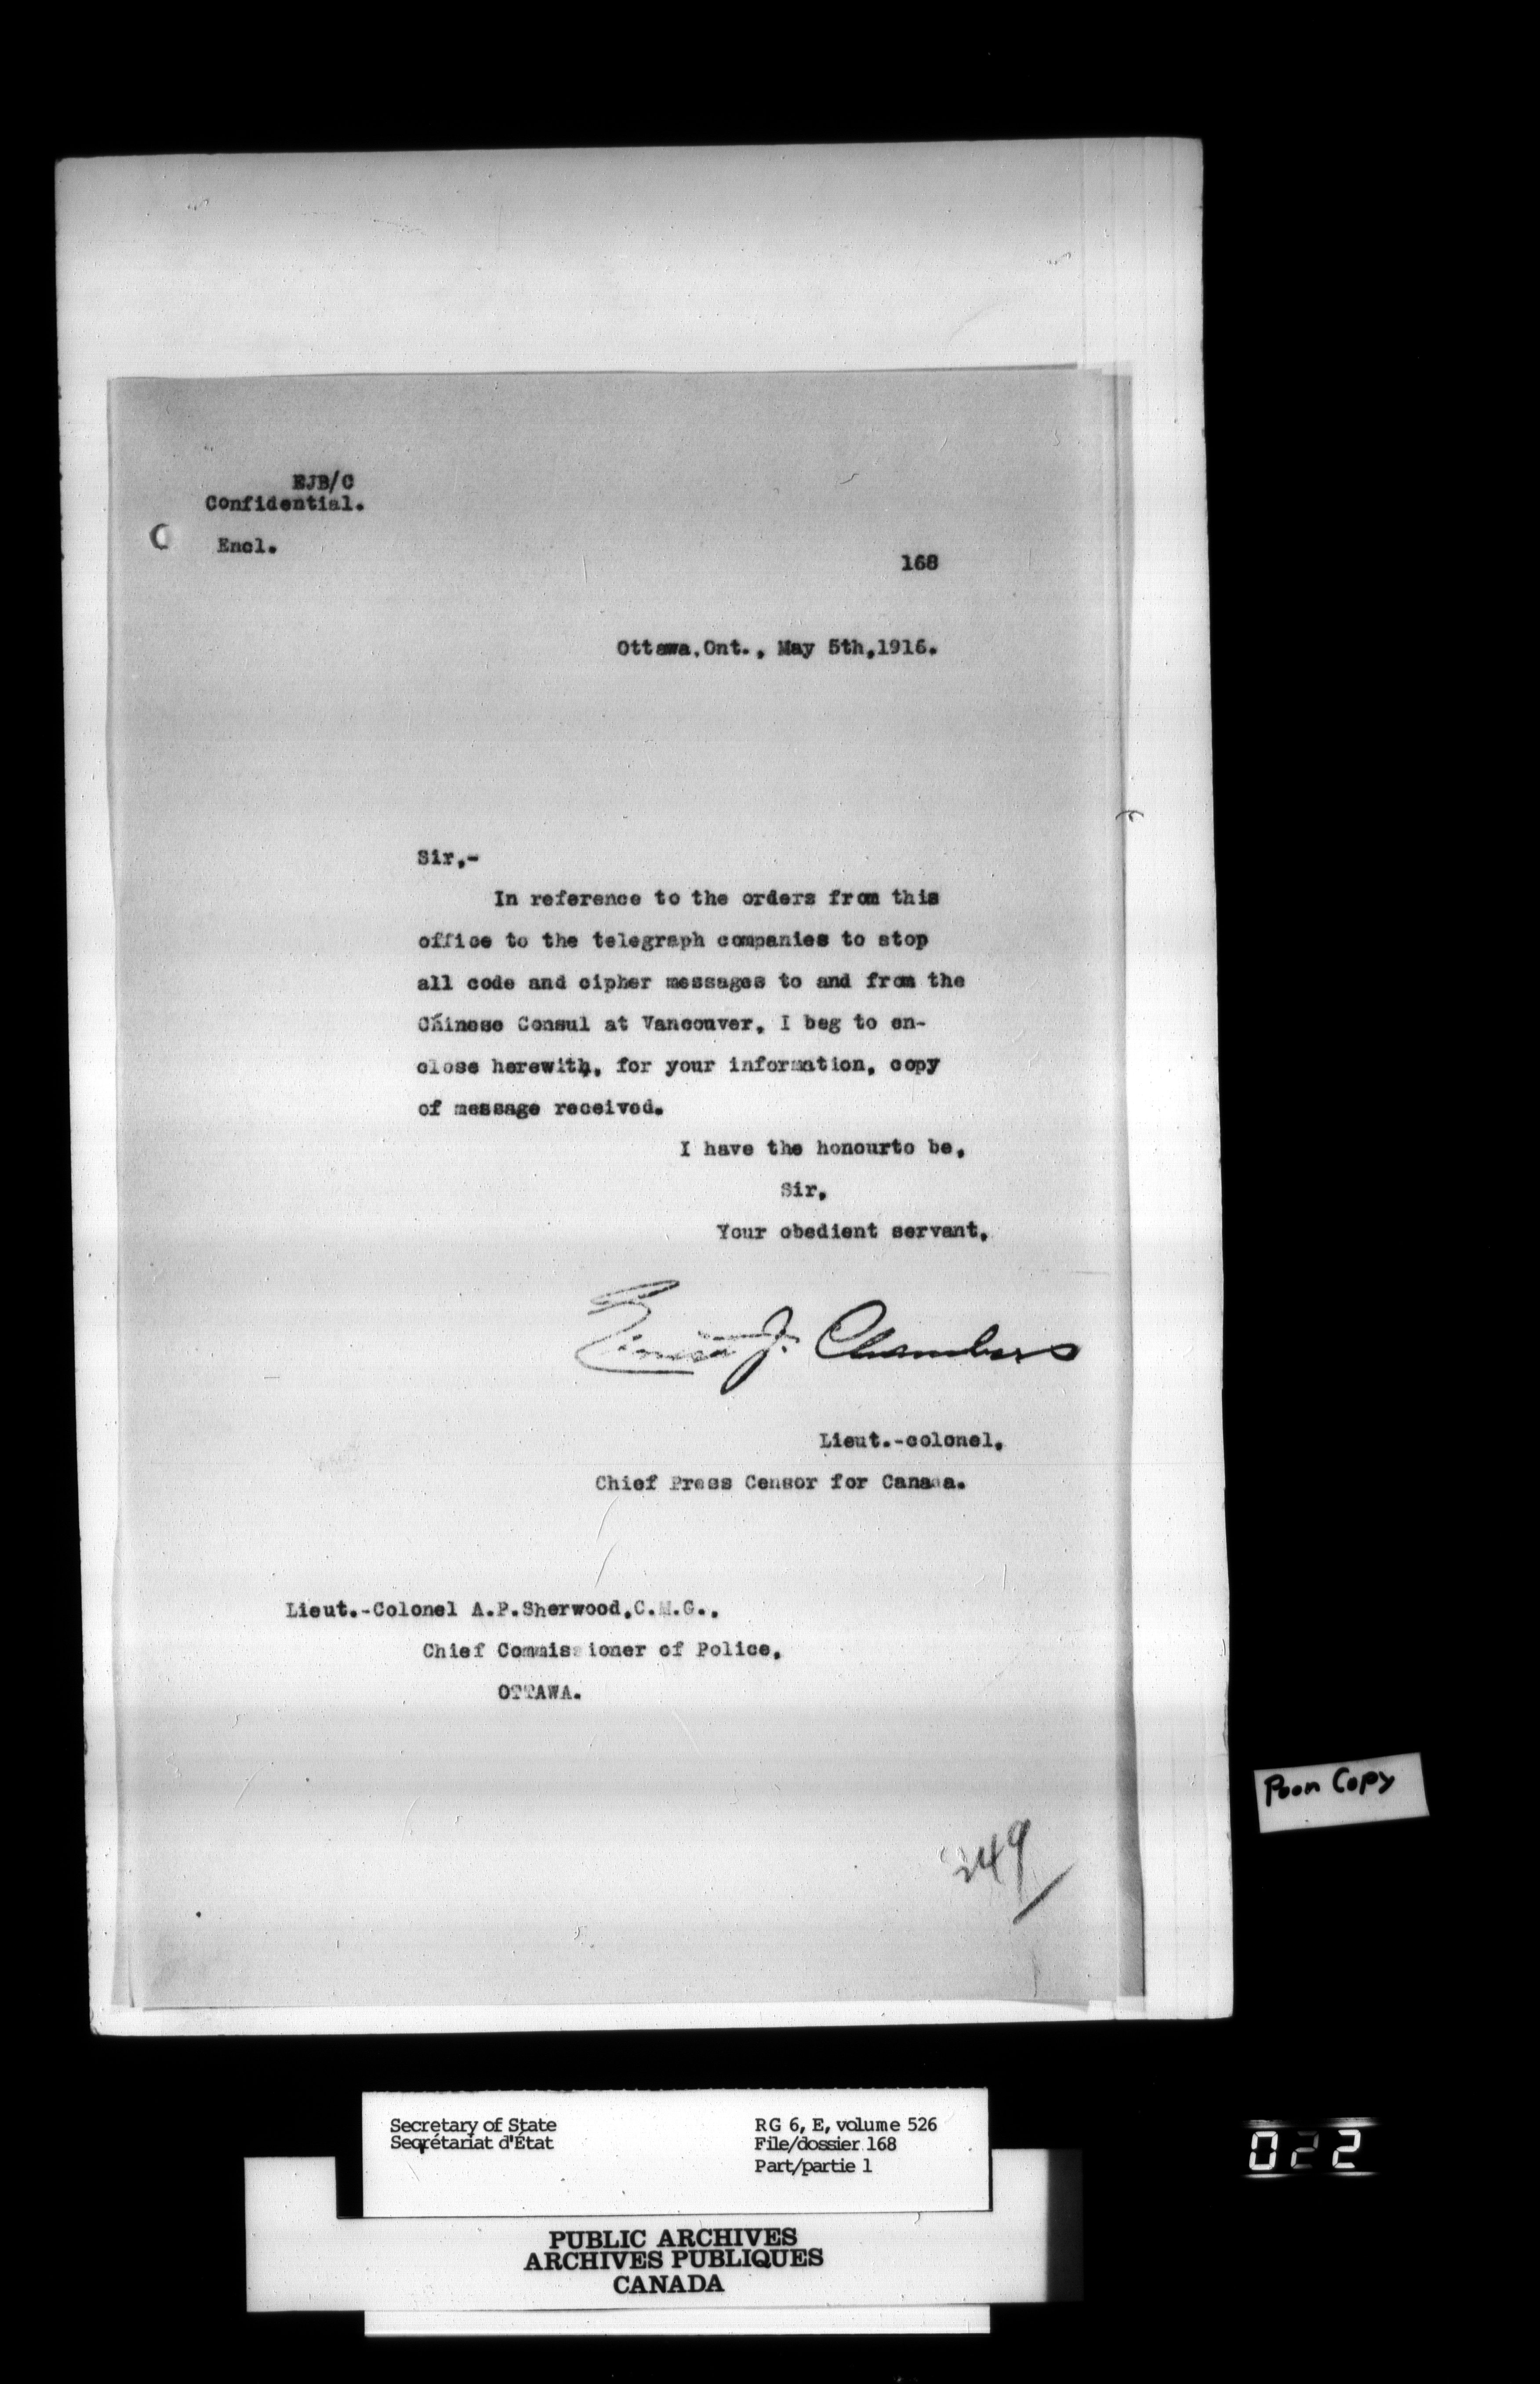 EJB/C
Confidential.
Encl.
168
Ottawa,Ont., May 5th,1916.
Sir,-
In reference to the orders from this
office to the telegraph companies to stop
all code and cipher messages to and from the
Chinese Consul at Vancouver, I beg to en-
close herewith, for your information, copy
of message received.
I have the honourto be,
Sir,
Your obedient servant,
Ernest J. Chambers
Lieut.-colonel,
Chief Press Censor for Canada.
Lieut.-Colonel A.P.Sherwood,C.M.G.,
Chief Commissioner of Police,
OTTAWA.
Poor Copy
249
Secretary of State
Secrétariat d'État
RG 6, E, volume 526
File/dossier 168
Part/partie 1
022
PUBLIC ARCHIVES
ARCHIVES PUBLIQUES
CANADA